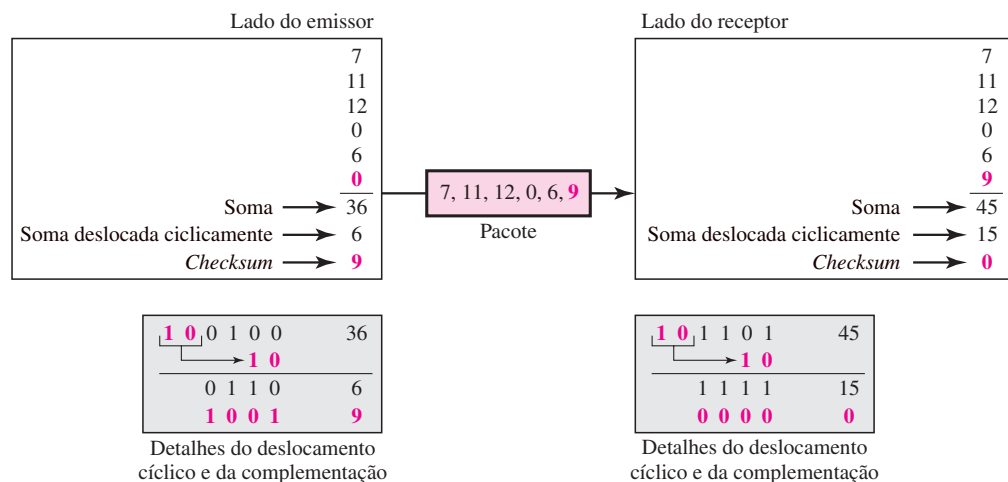 Lado do emissor
7
11
12
0
6
0
Soma 36
Soma deslocada ciclicamente 6
Checksum 9
7, 11, 12, 0, 6, 9
Pacote
Lado do receptor
7
11
12
0
6
9
Soma 45
Soma deslocada ciclicamente 15
Checksum 0
1 0 0 1 0 0 36
1 0
0 1 1 0 6
1 0 0 1 9
Detalhes do deslocamento
cíclico e da complementação
1 0 1 1 0 1 45
1 0
1 1 1 1 15
0 0 0 0 0
Detalhes do deslocamento
cíclico e da complementação